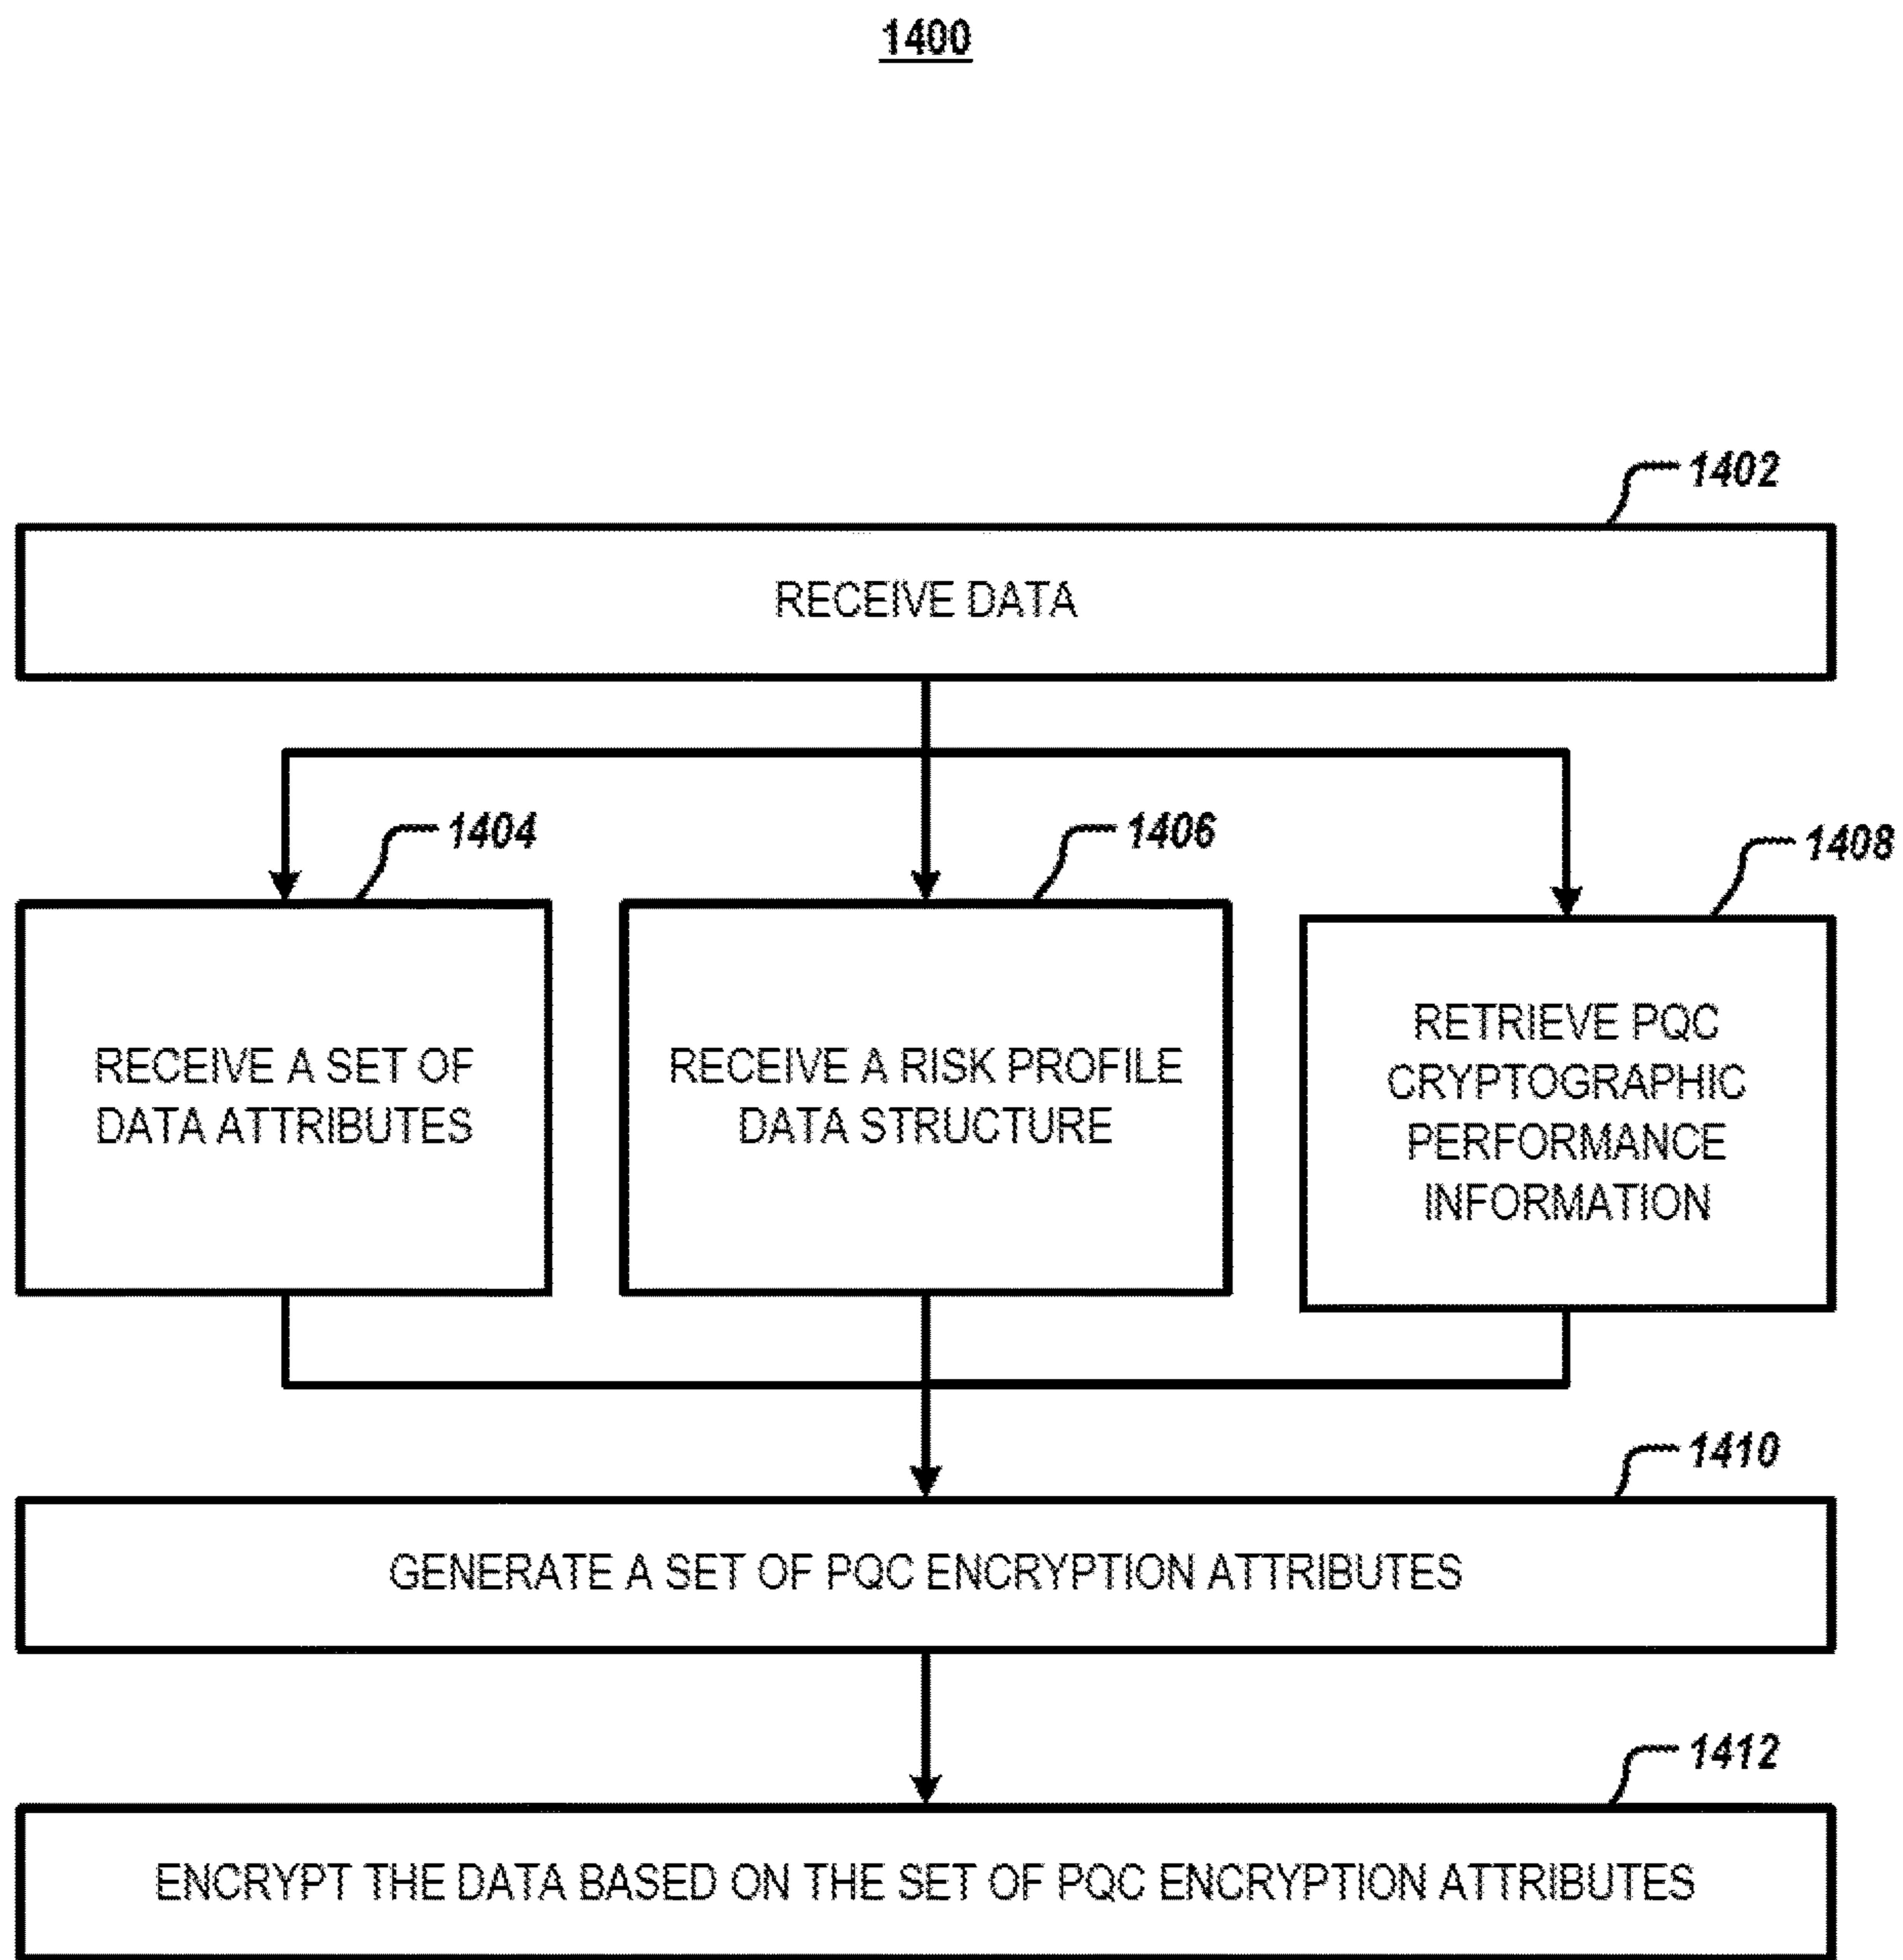 1400
1402
RECEIVE DATA
1404
1406
1408
RECEIVE A SET OF
DATA ATTRIBUTES
RECEIVE A RISK PROFILE
DATA STRUCTURE
RETRIEVE PQC
CRYPTOGRAPHIC
PERFORMANCE
INFORMATION
1410
GENERATE A SET OF PQC ENCRYPTION ATTRIBUTES
1412
ENCRYPT THE DATA BASED ON THE SET OF PQC ENCRYPTION ATTRIBUTES